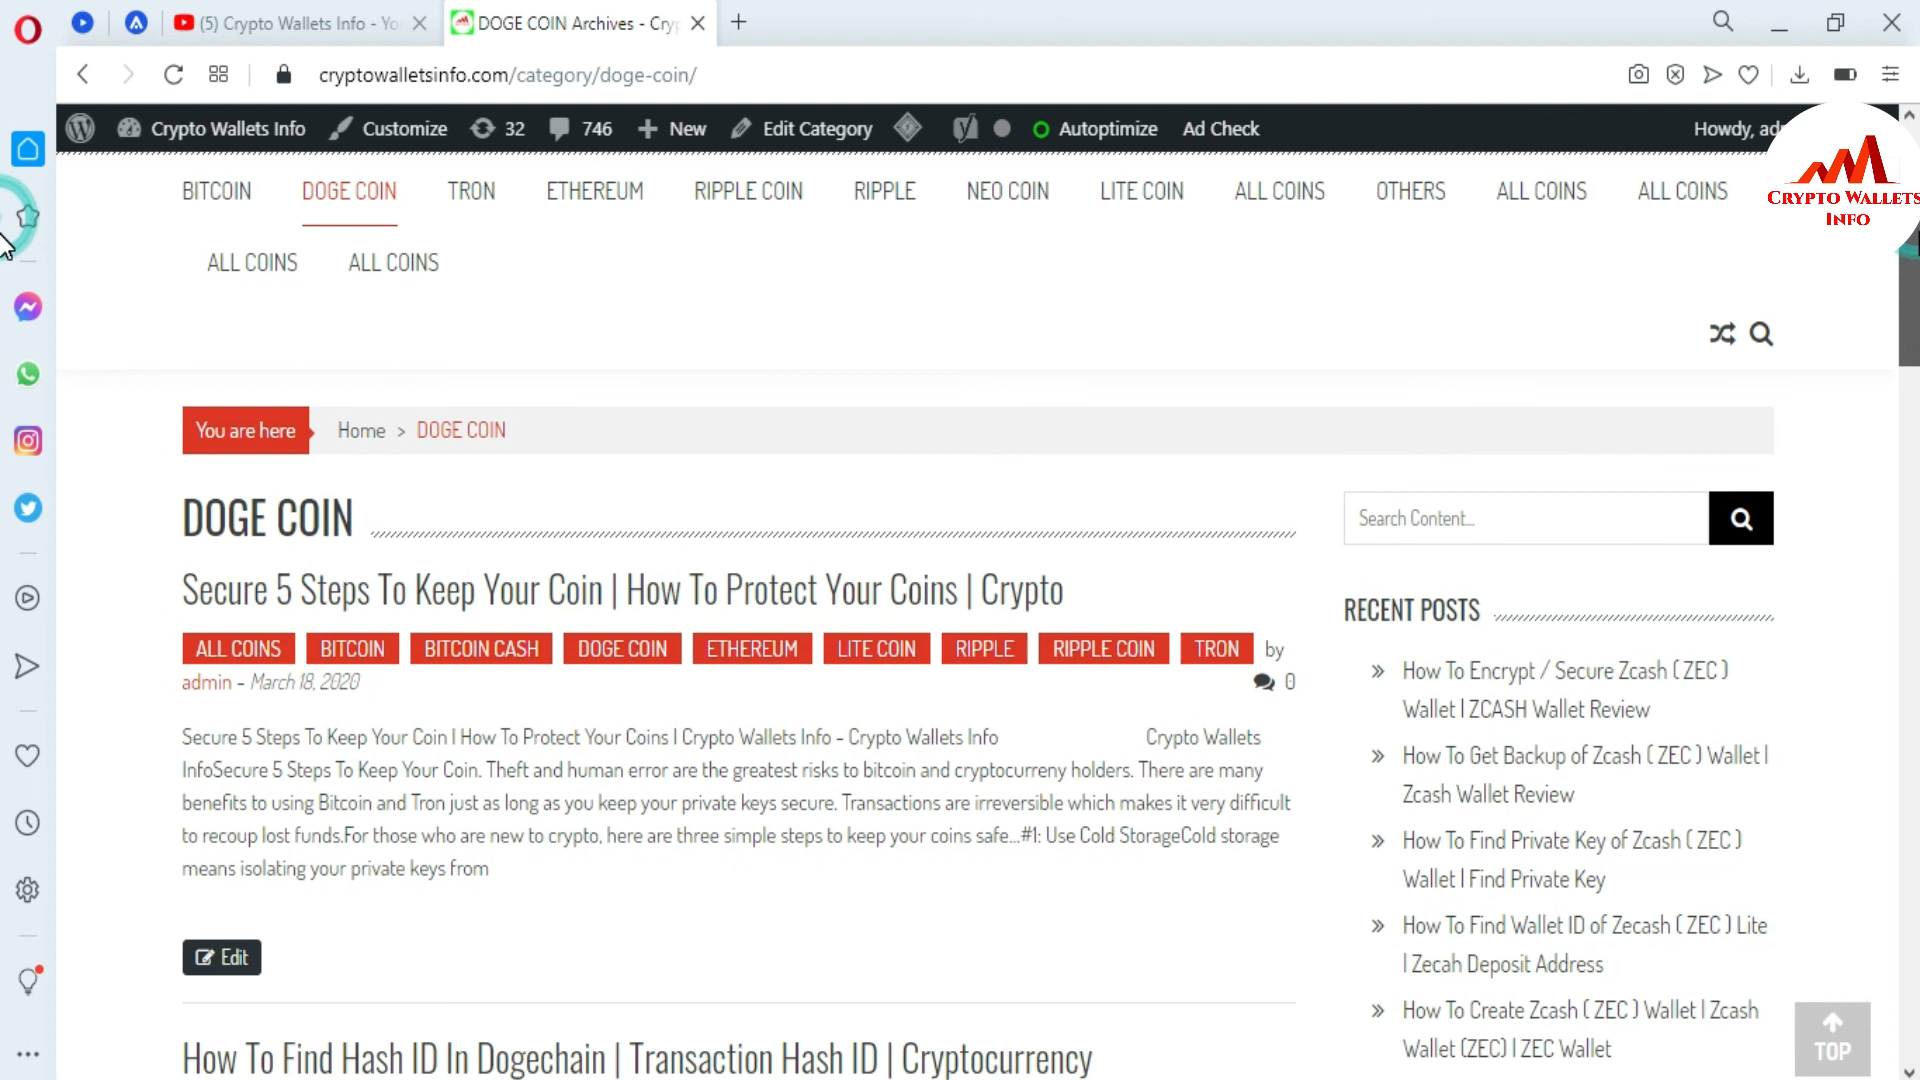 (5) Crypto Wallets Info - Yo
DOGE COIN Archives - Cry
cryptowalletsinfo.com/category/doge-coin/
Crypto Wallets Info Customize 32 746 New Edit Category Autoptimize Ad Check Howdy, ad
CRYPTO WALLETS
INFO
BITCOIN DOGE COIN TRON ETHEREUM RIPPLE COIN RIPPLE NEO COIN LITE COIN ALL COINS OTHERS ALL COINS ALL COINS
ALL COINS ALL COINS
You are here Home > DOGE COIN
DOGE COIN
Secure 5 Steps To Keep Your Coin | How To Protect Your Coins | Crypto
ALL COINS BITCOIN BITCOIN CASH DOGE COIN ETHEREUM LITE COIN RIPPLE RIPPLE COIN TRON by
admin - March 18, 2020 0
Secure 5 Steps To Keep Your Coin | How To Protect Your Coins | Crypto Wallets Info - Crypto Wallets Info Crypto Wallets
InfoSecure 5 Steps To Keep Your Coin. Theft and human error are the greatest risks to bitcoin and cryptocurreny holders. There are many
benefits to using Bitcoin and Tron just as long as you keep your private keys secure. Transactions are irreversible which makes it very difficult
to recoup lost funds.For those who are new to crypto, here are three simple steps to keep your coins safe...#1: Use Cold StorageCold storage
means isolating your private keys from
Edit
How To Find Hash ID In Dogechain | Transaction Hash ID | Cryptocurrency
Search Content...
RECENT POSTS
How To Encrypt / Secure Zcash ( ZEC )
Wallet | ZCASH Wallet Review
How To Get Backup of Zcash ( ZEC ) Wallet |
Zcash Wallet Review
How To Find Private Key of Zcash ( ZEC )
Wallet | Find Private Key
How To Find Wallet ID of Zecash ( ZEC ) Lite
| Zecah Deposit Address
How To Create Zcash ( ZEC ) Wallet | Zcash
Wallet (ZEC) | ZEC Wallet
TOP